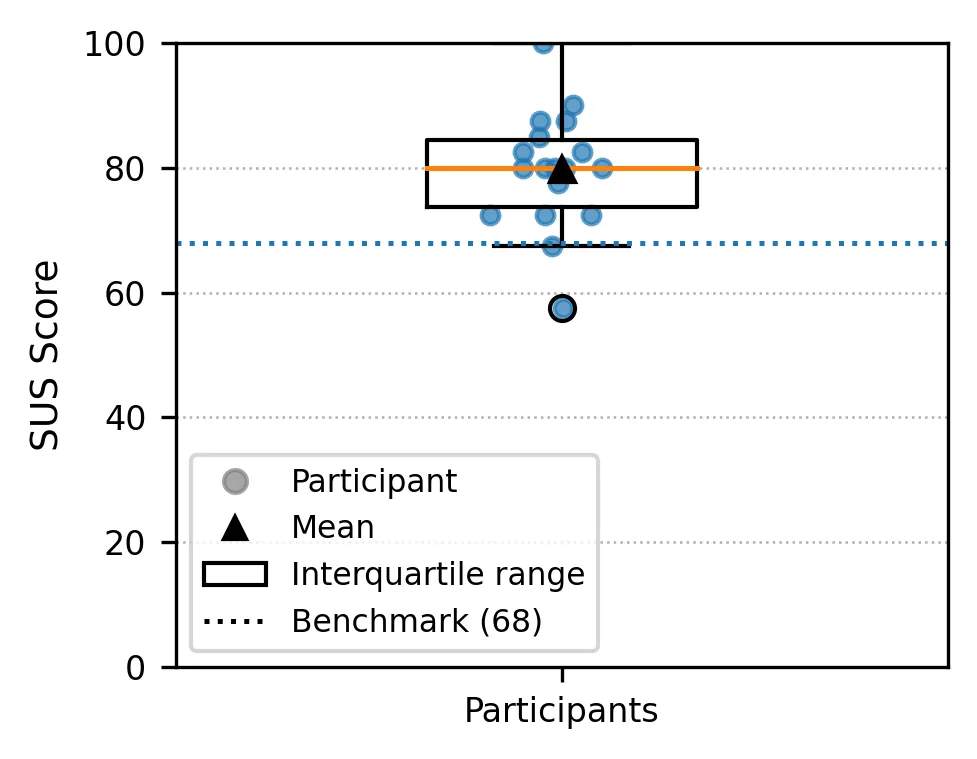 100
80
60
40
20
0
SUS Score
Participant
Mean
Interquartile range
Benchmark (68)
Participants